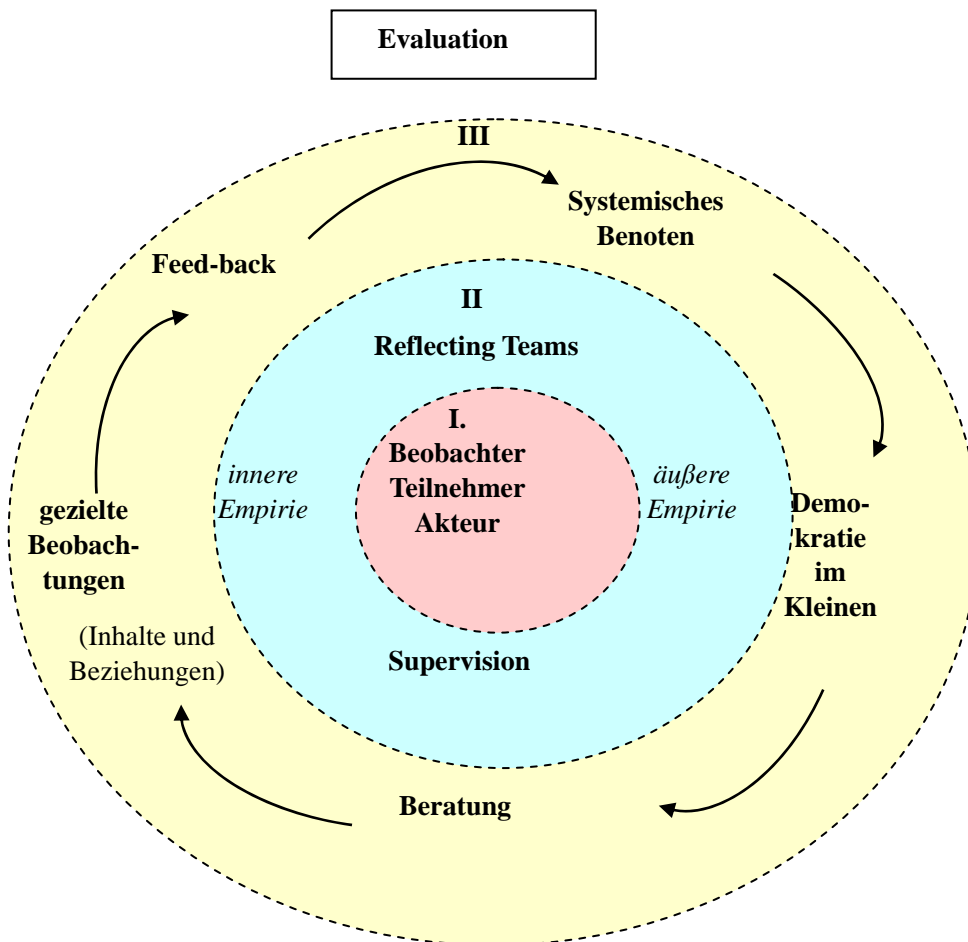 Evaluation
III
Systemisches
Benoten
Feed-back
II
Reflecting Teams
I.
Beobachter
Teilnehmer
Akteur
innere
Empirie
äußere
Empirie
gezielte
Beobach-
tungen
(Inhalte und
Beziehungen)
Demo-
kratie
im
Kleinen
Supervision
Beratung